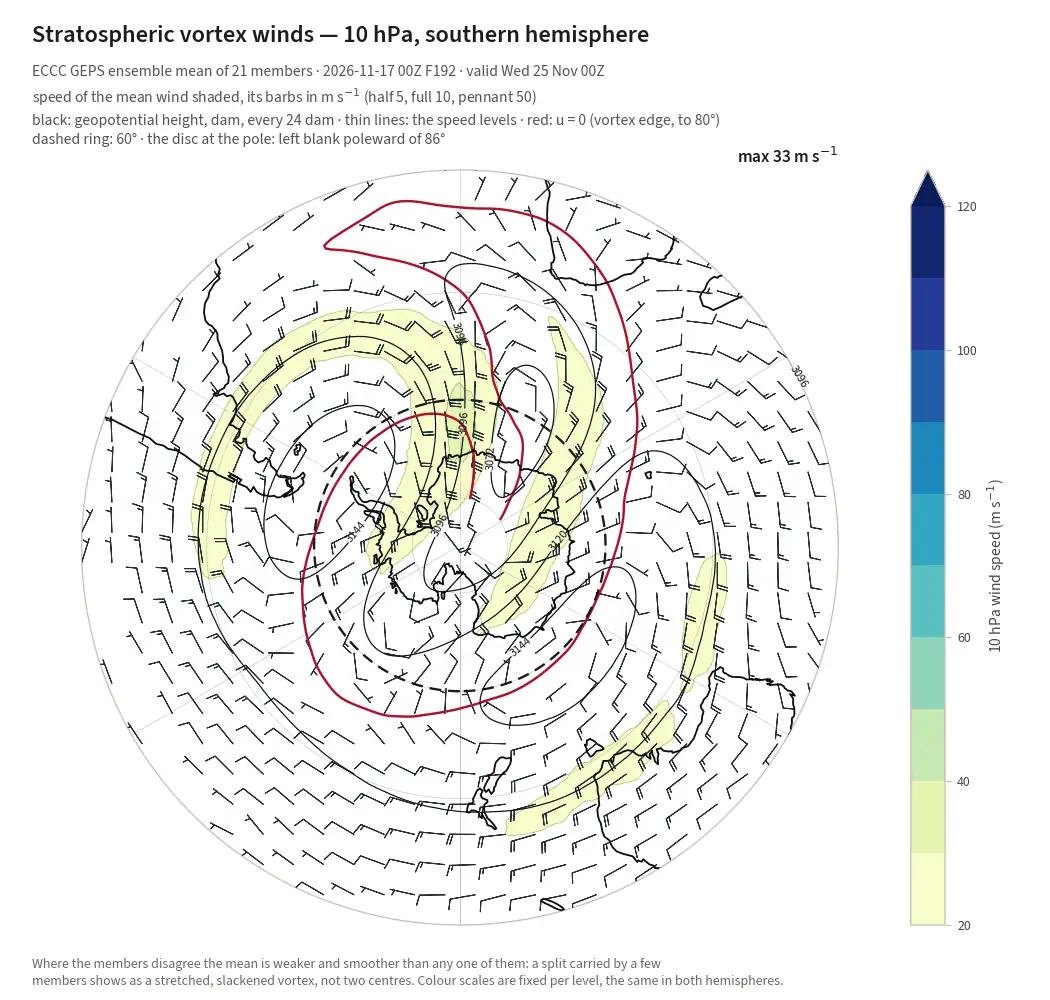 Stratospheric vortex winds — 10 hPa, southern hemisphere
ECCC GEPS ensemble mean of 21 members · 2026-11-17 00Z F192 · valid Wed 25 Nov 00Z
speed of the mean wind shaded, its barbs in m s⁻¹ (half 5, full 10, pennant 50)
black: geopotential height, dam, every 24 dam · thin lines: the speed levels · red: u = 0 (vortex edge, to 80°)
dashed ring: 60° · the disc at the pole: left blank poleward of 86°
max 33 m s⁻¹
120
100
80
60
40
20
10 hPa wind speed (m s⁻¹)
3096
3096
3096
3144
3120
3144
Where the members disagree the mean is weaker and smoother than any one of them: a split carried by a few
members shows as a stretched, slackened vortex, not two centres. Colour scales are fixed per level, the same in both hemispheres.